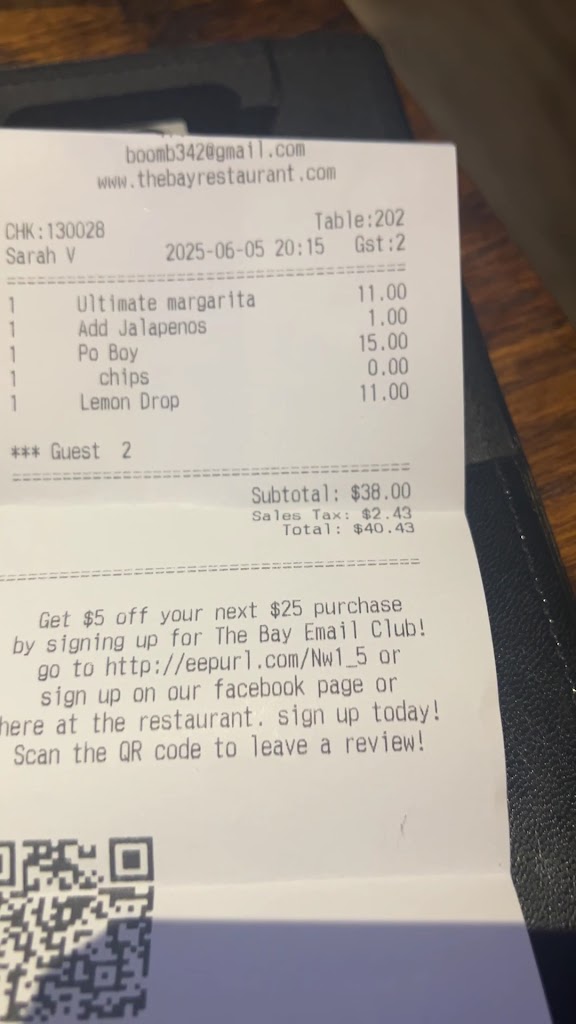 boomb342@gmail.com
www.thebayrestaurant.com
CHK:130028 Table:202
Sarah V 2025-06-05 20:15 Gst:2
==========================================
1 Ultimate margarita 11.00
1 Add Jalapenos 1.00
1 Po Boy 15.00
1 chips 0.00
1 Lemon Drop 11.00
*** Guest 2
==========================================
Subtotal: $38.00
Sales Tax: $2.43
Total: $40.43
==========================================
Get $5 off your next $25 purchase
by signing up for The Bay Email Club!
go to http://eepurl.com/Nw1_5 or
sign up on our facebook page or
here at the restaurant. sign up today!
Scan the QR code to leave a review!